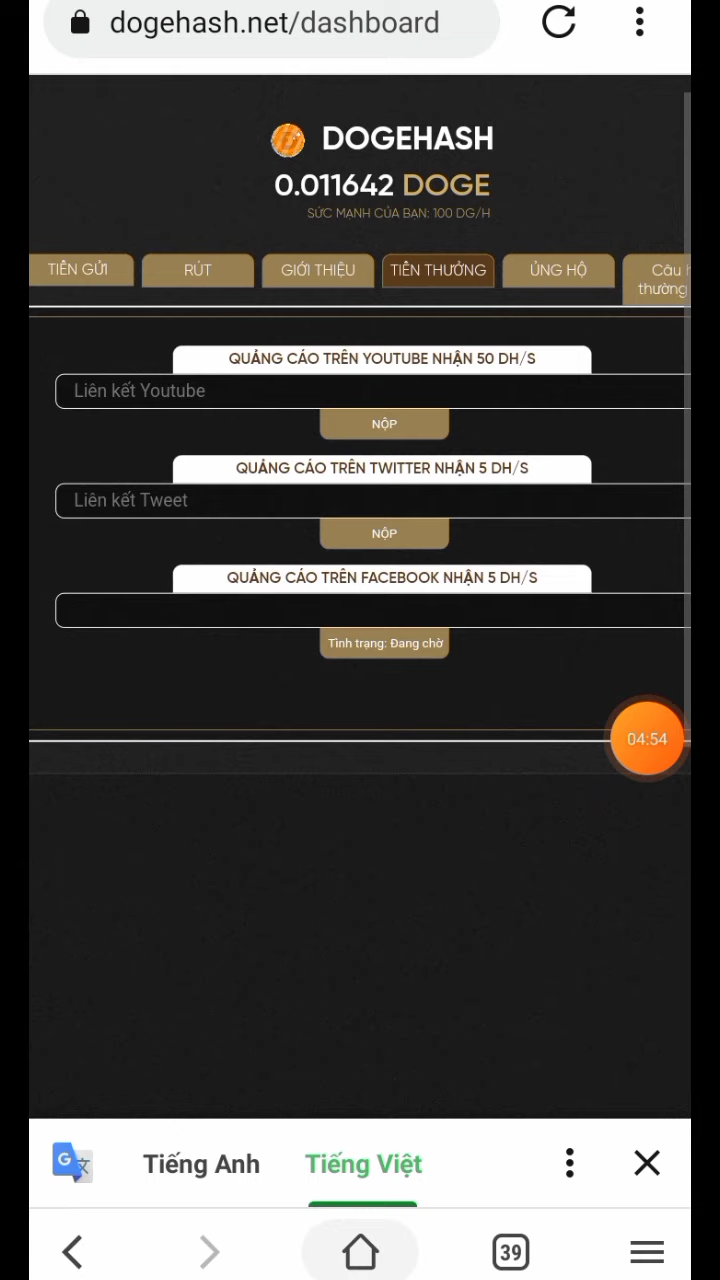 dogehash.net/dashboard
DOGEHASH
0.011642 DOGE
SỨC MẠNH CỦA BẠN: 100 DG/H
TIỀN GỬI
RÚT
GIỚI THIỆU
TIỀN THƯỞNG
ỦNG HỘ
Câu h
thường
QUẢNG CÁO TRÊN YOUTUBE NHẬN 50 DH/S
Liên kết Youtube
NỘP
QUẢNG CÁO TRÊN TWITTER NHẬN 5 DH/S
Liên kết Tweet
NỘP
QUẢNG CÁO TRÊN FACEBOOK NHẬN 5 DH/S
Tình trạng: Đang chờ
04:54
Tiếng Anh
Tiếng Việt
39